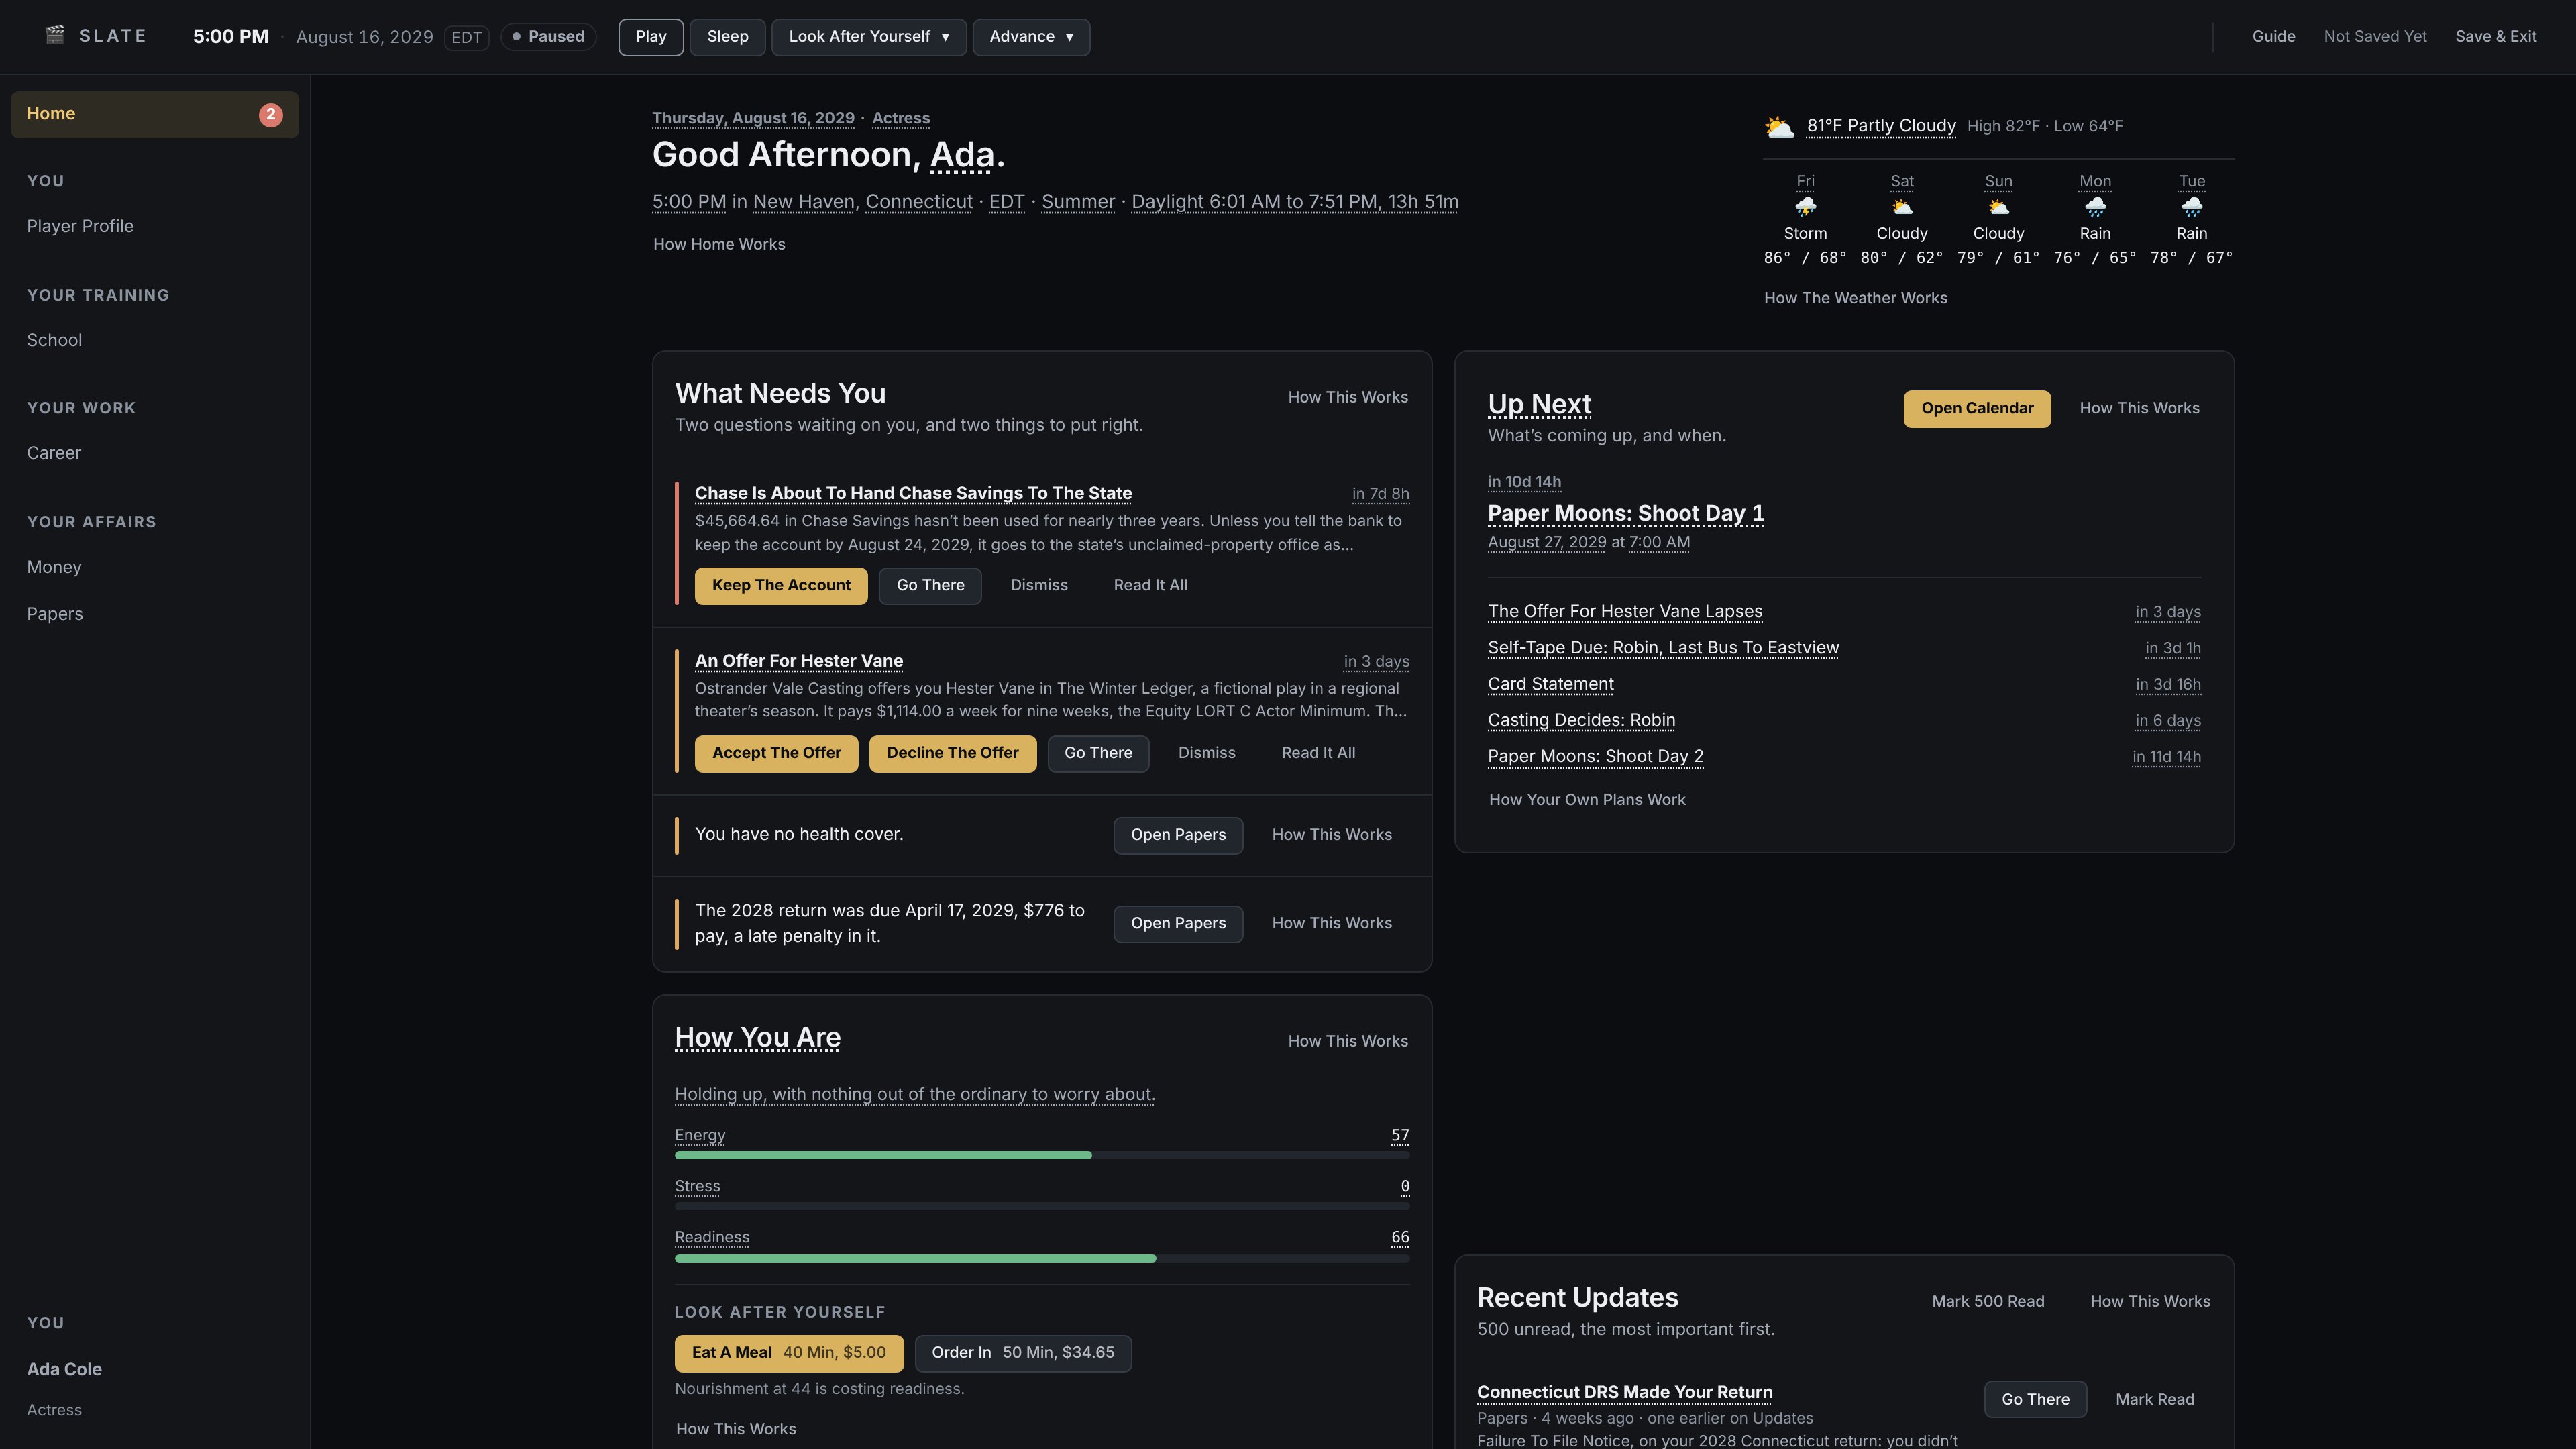 SLATE
5:00 PM · August 16, 2029 EDT Paused
Play
Sleep
Look After Yourself ▾
Advance ▾
Guide
Not Saved Yet
Save & Exit
Home 2
YOU
Player Profile
YOUR TRAINING
School
YOUR WORK
Career
YOUR AFFAIRS
Money
Papers
YOU
Ada Cole
Actress
Thursday, August 16, 2029 · Actress
Good Afternoon, Ada.
5:00 PM in New Haven, Connecticut · EDT · Summer · Daylight 6:01 AM to 7:51 PM, 13h 51m
How Home Works
81°F Partly Cloudy High 82°F · Low 64°F
Fri Sat Sun Mon Tue
Storm Cloudy Cloudy Rain Rain
86° / 68° 80° / 62° 79° / 61° 76° / 65° 78° / 67°
How The Weather Works
What Needs You
How This Works
Two questions waiting on you, and two things to put right.
Chase Is About To Hand Chase Savings To The State in 7d 8h
$45,664.64 in Chase Savings hasn’t been used for nearly three years. Unless you tell the bank to
keep the account by August 24, 2029, it goes to the state’s unclaimed-property office as…
Keep The Account Go There Dismiss Read It All
An Offer For Hester Vane in 3 days
Ostrander Vale Casting offers you Hester Vane in The Winter Ledger, a fictional play in a regional
theater’s season. It pays $1,114.00 a week for nine weeks, the Equity LORT C Actor Minimum. Th…
Accept The Offer Decline The Offer Go There Dismiss Read It All
You have no health cover. Open Papers How This Works
The 2028 return was due April 17, 2029, $776 to
pay, a late penalty in it.
Open Papers How This Works
Up Next
Open Calendar How This Works
What’s coming up, and when.
in 10d 14h
Paper Moons: Shoot Day 1
August 27, 2029 at 7:00 AM
The Offer For Hester Vane Lapses in 3 days
Self-Tape Due: Robin, Last Bus To Eastview in 3d 1h
Card Statement in 3d 16h
Casting Decides: Robin in 6 days
Paper Moons: Shoot Day 2 in 11d 14h
How Your Own Plans Work
How You Are
How This Works
Holding up, with nothing out of the ordinary to worry about.
Energy 57
Stress 0
Readiness 66
LOOK AFTER YOURSELF
Eat A Meal 40 Min, $5.00 Order In 50 Min, $34.65
Nourishment at 44 is costing readiness.
How This Works
Recent Updates
Mark 500 Read How This Works
500 unread, the most important first.
Connecticut DRS Made Your Return
Go There Mark Read
Papers · 4 weeks ago · one earlier on Updates
Failure To File Notice, on your 2028 Connecticut return: you didn’t